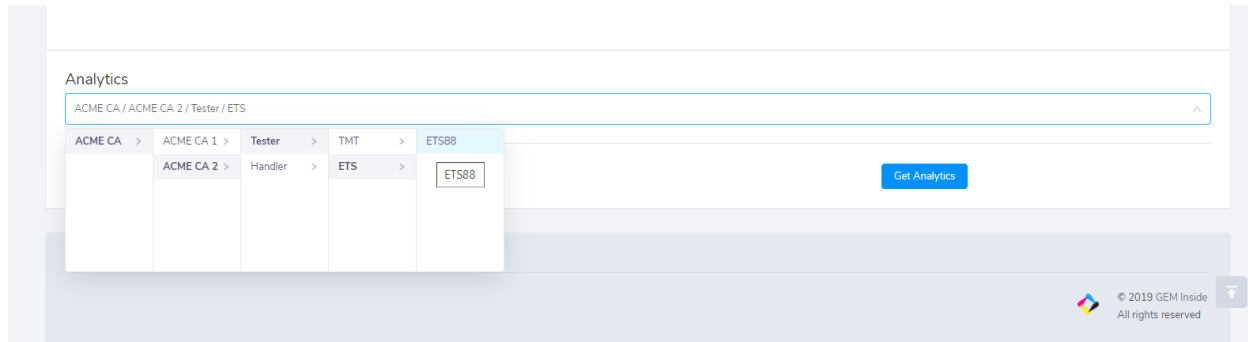 Analytics
ACME CA / ACME CA 2 / Tester / ETS
ACME CA > ACME CA 1 > Tester > TMT > ETS88
ACME CA 2 > Handler > ETS >
ETS88
Get Analytics
© 2019 GEM Inside
All rights reserved